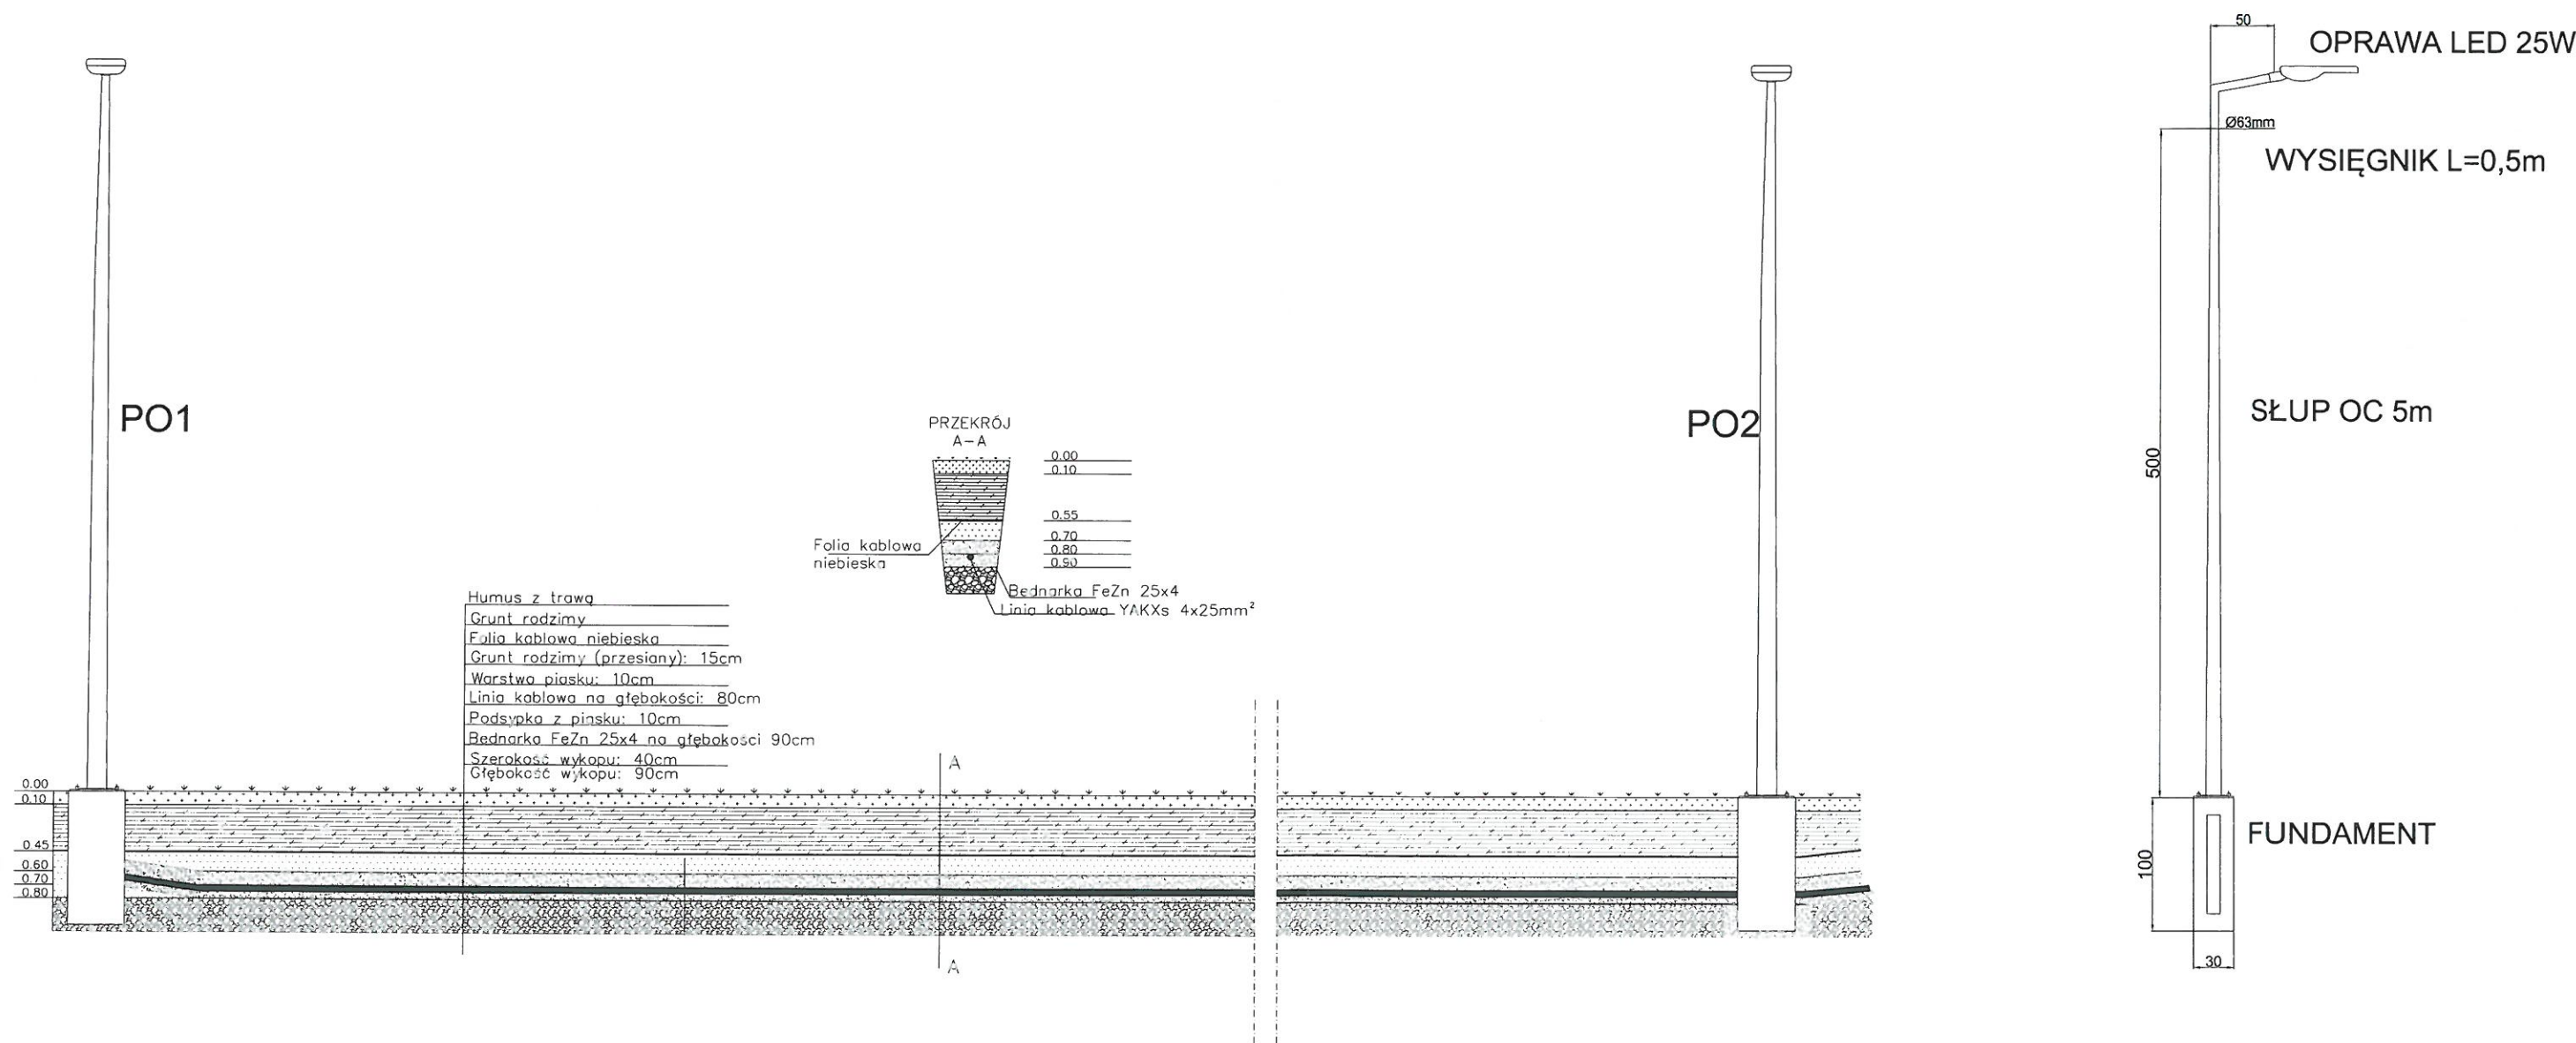 50
OPRAWA LED 25W
Ø63mm
WYSIĘGNIK L=0,5m
PO1
PO2
SŁUP OC 5m
500
PRZEKRÓJ
A-A
0.00
0.10
0.55
0.70
0.80
0.90
Folia kablowa
niebieska
Bednarka FeZn 25x4
Linia kablowa YAKXs 4x25mm²
Humus z trawą
Grunt rodzimy
Folia kablowa niebieska
Grunt rodzimy (przesiany): 15cm
Warstwa piasku: 10cm
Linia kablowa na głębokości: 80cm
Podsypka z piasku: 10cm
Bednarka FeZn 25x4 na głębokości 90cm
Szerokość wykopu: 40cm
Głębokość wykopu: 90cm
A
0.00
0.10
0.45
0.60
0.70
0.80
A
FUNDAMENT
100
30